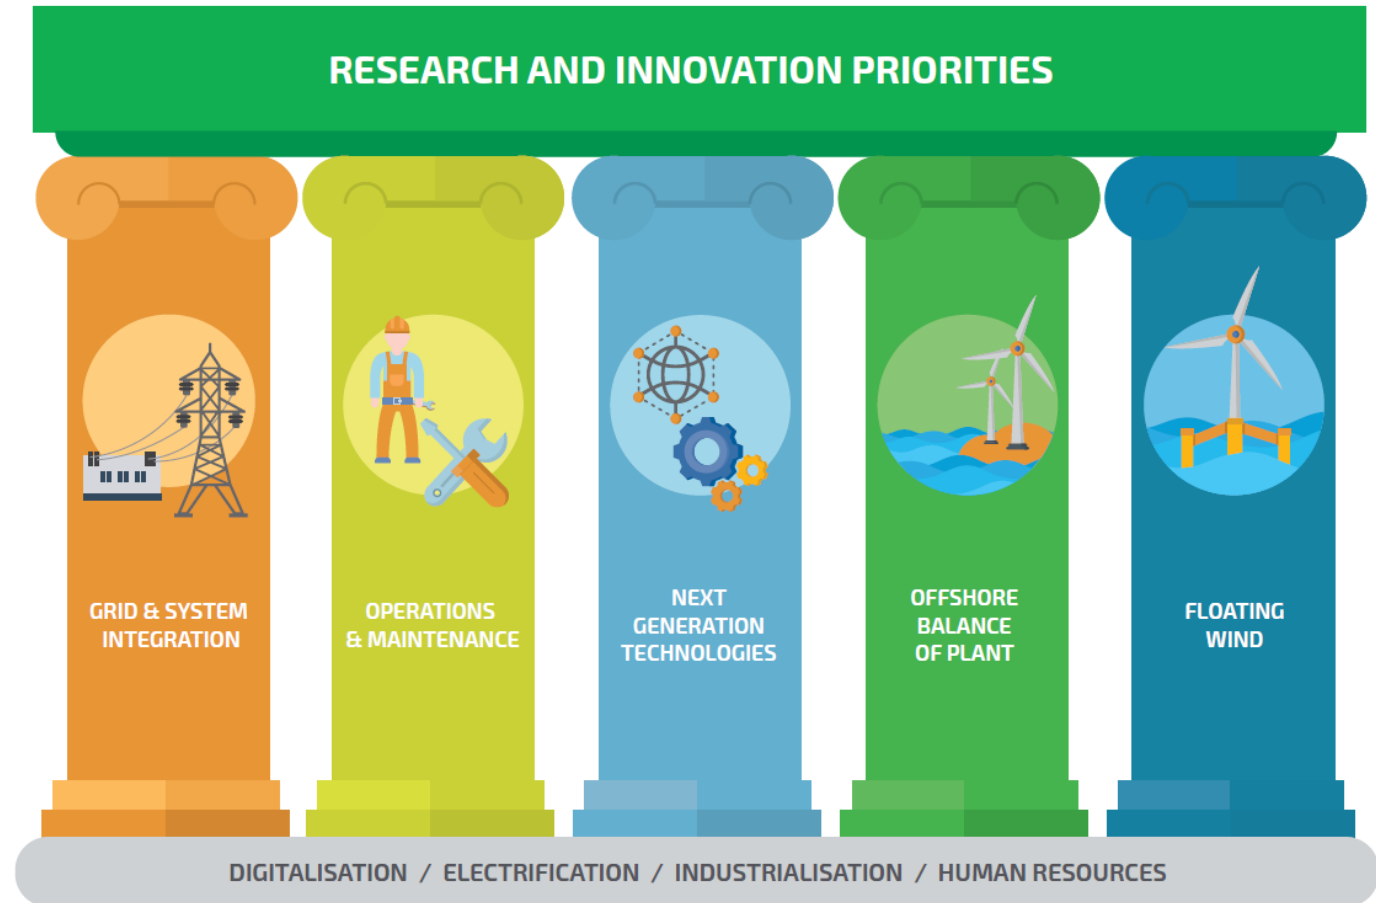 RESEARCH AND INNOVATION PRIORITIES
GRID & SYSTEM
INTEGRATION
OPERATIONS
& MAINTENANCE
NEXT
GENERATION
TECHNOLOGIES
OFFSHORE
BALANCE
OF PLANT
FLOATING
WIND
DIGITALISATION / ELECTRIFICATION / INDUSTRIALISATION / HUMAN RESOURCES